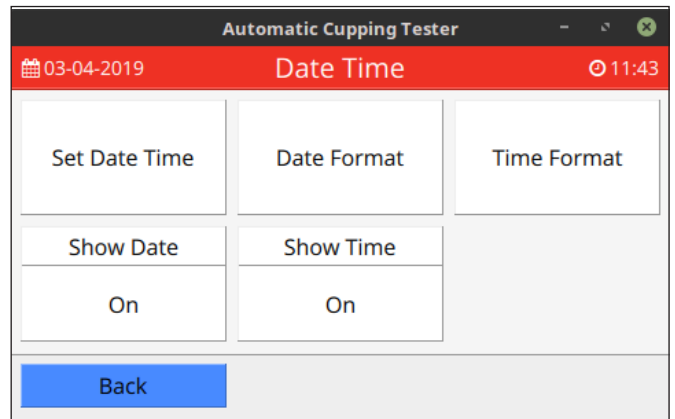 Automatic Cupping Tester
03-04-2019 Date Time 11:43
Set Date Time Date Format Time Format
Show Date Show Time
On On
Back